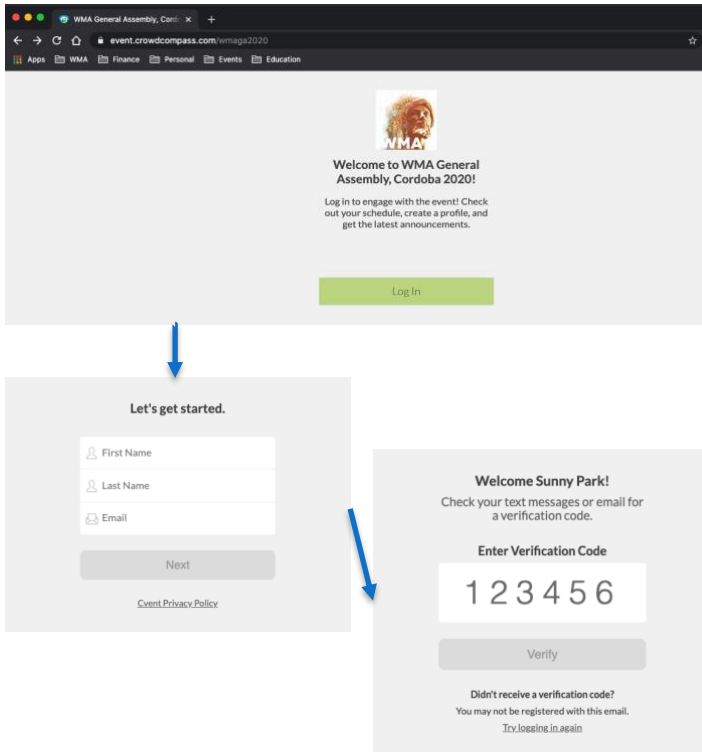 WMA General Assembly, Cordo
event.crowdcompass.com/wmaga2020
Apps WMA Finance Personal Events Education
WMA
Welcome to WMA General
Assembly, Cordoba 2020!
Log in to engage with the event! Check
out your schedule, create a profile, and
get the latest announcements.
Log In
Let's get started.
First Name
Last Name
Email
Next
Cvent Privacy Policy
Welcome Sunny Park!
Check your text messages or email for
a verification code.
Enter Verification Code
123456
Verify
Didn't receive a verification code?
You may not be registered with this email.
Try logging in again